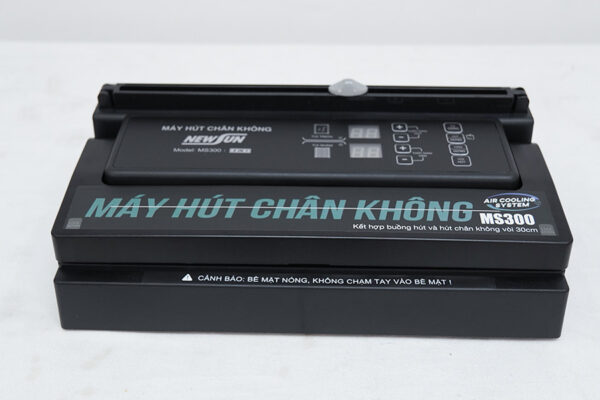 MÁY HÚT CHÂN KHÔNG
NEWSUN
Model: MS300
MÁY HÚT CHÂN KHÔNG
AIR COOLING
SYSTEM
MS300
Kết hợp buồng hút và hút chân không vòi 30cm
CẢNH BÁO: BỀ MẶT NÓNG, KHÔNG CHẠM TAY VÀO BỀ MẶT !